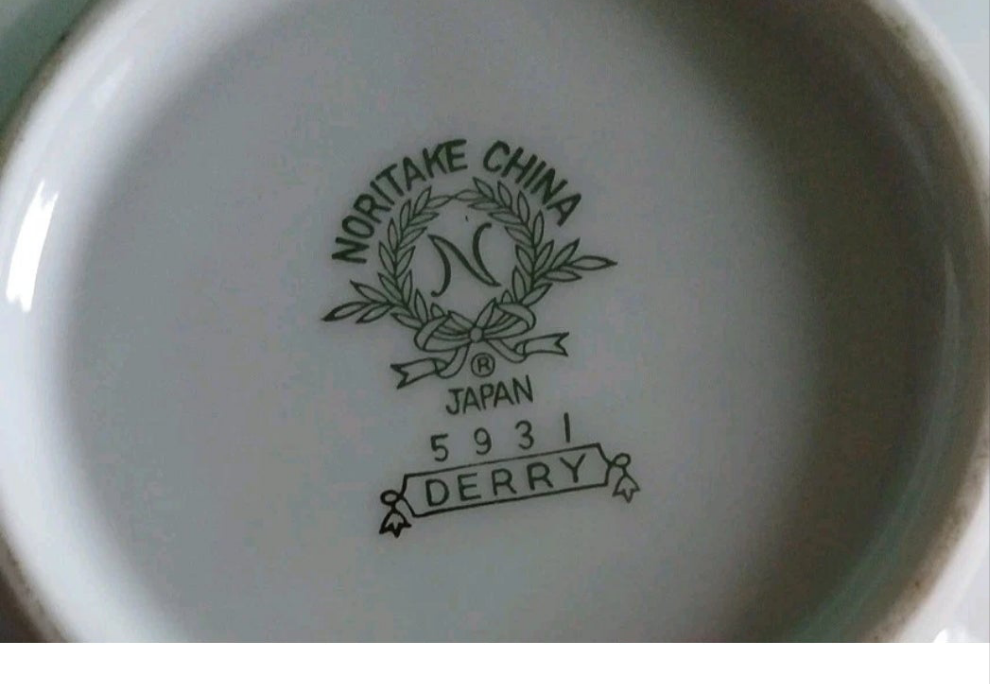 NORITAKE CHINA
N
®
JAPAN
5931
DERRY